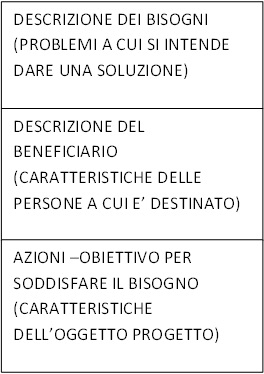 DESCRIZIONE DEI BISOGNI
(PROBLEMI A CUI SI INTENDE
DARE UNA SOLUZIONE)
DESCRIZIONE DEL
BENEFICIARIO
(CARATTERISTICHE DELLE
PERSONE A CUI E’ DESTINATO)
AZIONI –OBIETTIVO PER
SODDISFARE IL BISOGNO
(CARATTERISTICHE
DELL’OGGETTO PROGETTO)